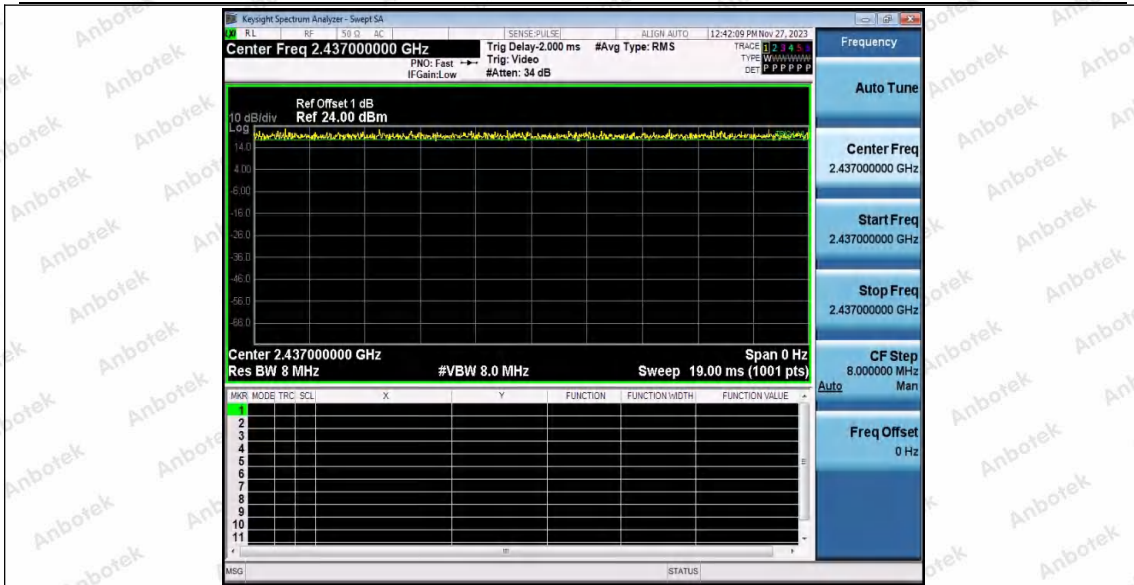 Keysight Spectrum Analyzer - Swept SA
RL RF 50 Ω AC SENSE:PULSE ALIGN AUTO 12:42:09 PM Nov 27, 2023
Center Freq 2.437000000 GHz Trig Delay-2.000 ms #Avg Type: RMS TRACE 1 2 3 4 5 6
PNO: Fast Trig: Video TYPE WWWWWW
IFGain:Low #Atten: 34 dB DET P P P P P P
Ref Offset 1 dB
10 dB/div Ref 24.00 dBm
Log
14.0
4.00
-6.00
-16.0
-26.0
-36.0
-46.0
-56.0
-66.0
Center 2.437000000 GHz Span 0 Hz
Res BW 8 MHz #VBW 8.0 MHz Sweep 19.00 ms (1001 pts)
MKR MODE TRC SCL X Y FUNCTION FUNCTION WIDTH FUNCTION VALUE
1
2
3
4
5
6
7
8
9
10
11
MSG STATUS
Frequency
Auto Tune
Center Freq
2.437000000 GHz
Start Freq
2.437000000 GHz
Stop Freq
2.437000000 GHz
CF Step
8.000000 MHz
Auto Man
Freq Offset
0 Hz
Anbotek